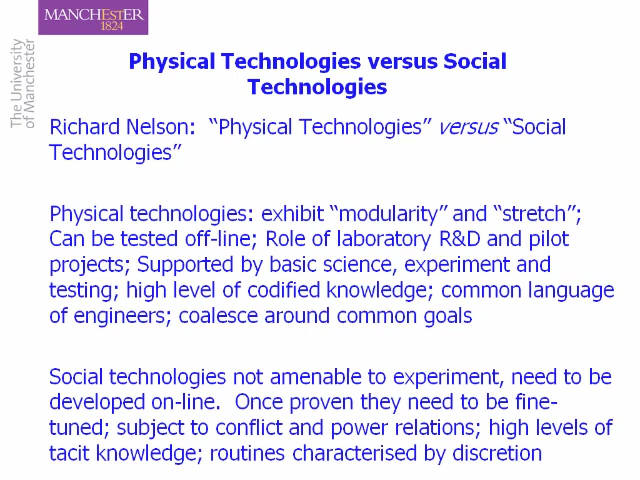 MANCHESTER
1824
The University
of Manchester
Physical Technologies versus Social
Technologies
Richard Nelson:  “Physical Technologies” versus “Social
Technologies”
Physical technologies: exhibit “modularity” and “stretch”;
Can be tested off-line; Role of laboratory R&D and pilot
projects; Supported by basic science, experiment and
testing; high level of codified knowledge; common language
of engineers; coalesce around common goals
Social technologies not amenable to experiment, need to be
developed on-line.  Once proven they need to be fine-
tuned; subject to conflict and power relations; high levels of
tacit knowledge; routines characterised by discretion